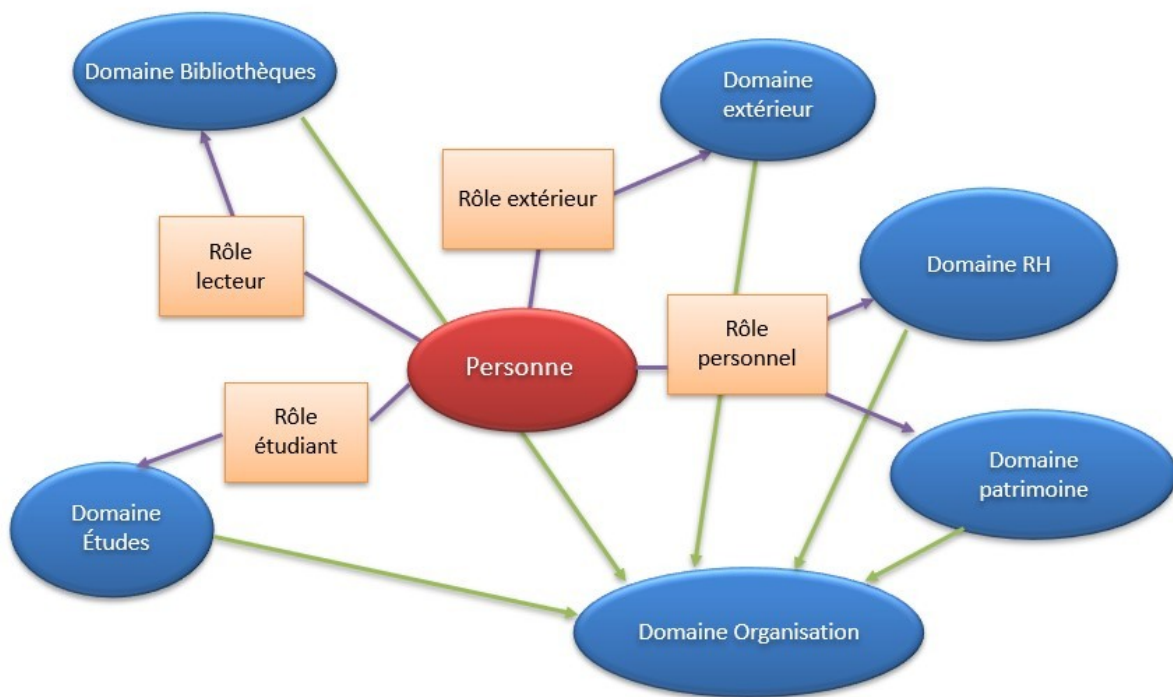 Domaine Bibliothèques
Domaine
extérieur
Rôle extérieur
Rôle
lecteur
Domaine RH
Rôle
personnel
Personne
Rôle
étudiant
Domaine
patrimoine
Domaine
Études
Domaine Organisation